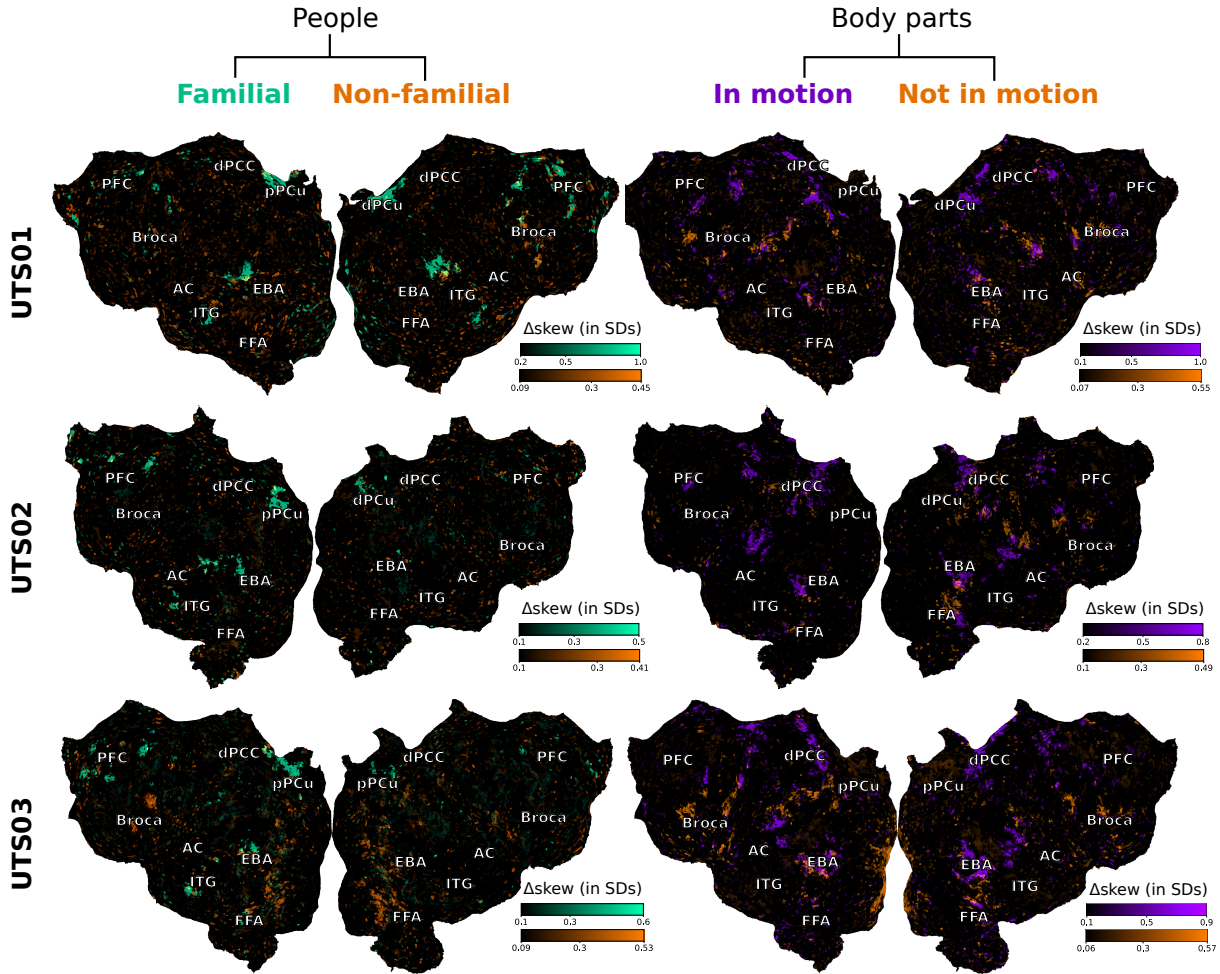 People
Body parts
Familial Non-familial
In motion Not in motion
UTS01
PFC dPCC pPCu Broca AC EBA ITG FFA
dPCC dPCu PFC Broca AC EBA ITG FFA
Δskew (in SDs)
0.2 0.5 1.0
0.09 0.3 0.45
PFC dPCC pPCu Broca AC EBA ITG FFA
dPCC PFC dPCu Broca AC EBA ITG FFA
Δskew (in SDs)
0.1 0.5 1.0
0.07 0.3 0.55
UTS02
PFC dPCC pPCu Broca AC EBA ITG FFA
dPCC PFC dPCu Broca EBA AC ITG FFA
Δskew (in SDs)
0.1 0.3 0.5
0.1 0.3 0.41
PFC dPCC pPCu Broca AC EBA ITG FFA
dPCC PFC dPCu Broca EBA AC ITG FFA
Δskew (in SDs)
0.2 0.5 0.8
0.1 0.3 0.49
UTS03
PFC dPCC pPCu Broca AC EBA ITG FFA
dPCC PFC pPCu Broca AC EBA ITG FFA
Δskew (in SDs)
0.1 0.3 0.6
0.09 0.3 0.53
PFC dPCC pPCu Broca AC EBA ITG FFA
dPCC PFC pPCu Broca AC EBA ITG FFA
Δskew (in SDs)
0.1 0.5 0.9
0.06 0.3 0.57